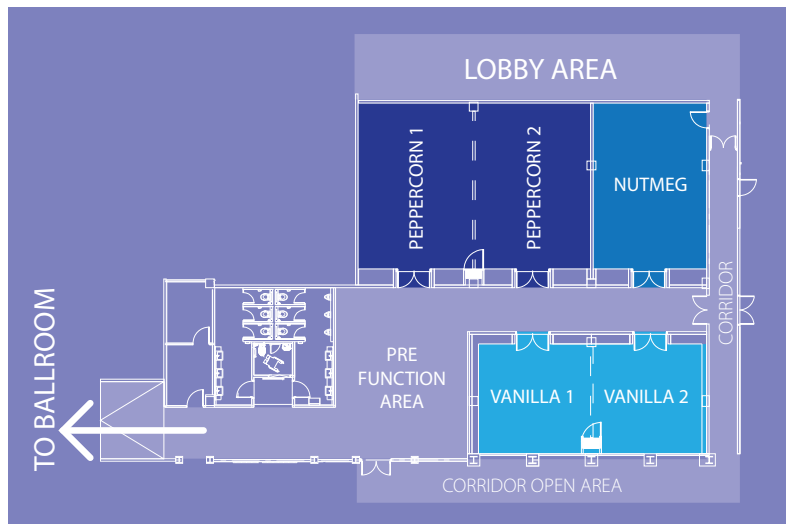 LOBBY AREA
PEPPERCORN 1
PEPPERCORN 2
NUTMEG
CORRIDOR
TO BALLROOM
PRE
FUNCTION
AREA
VANILLA 1
VANILLA 2
CORRIDOR OPEN AREA